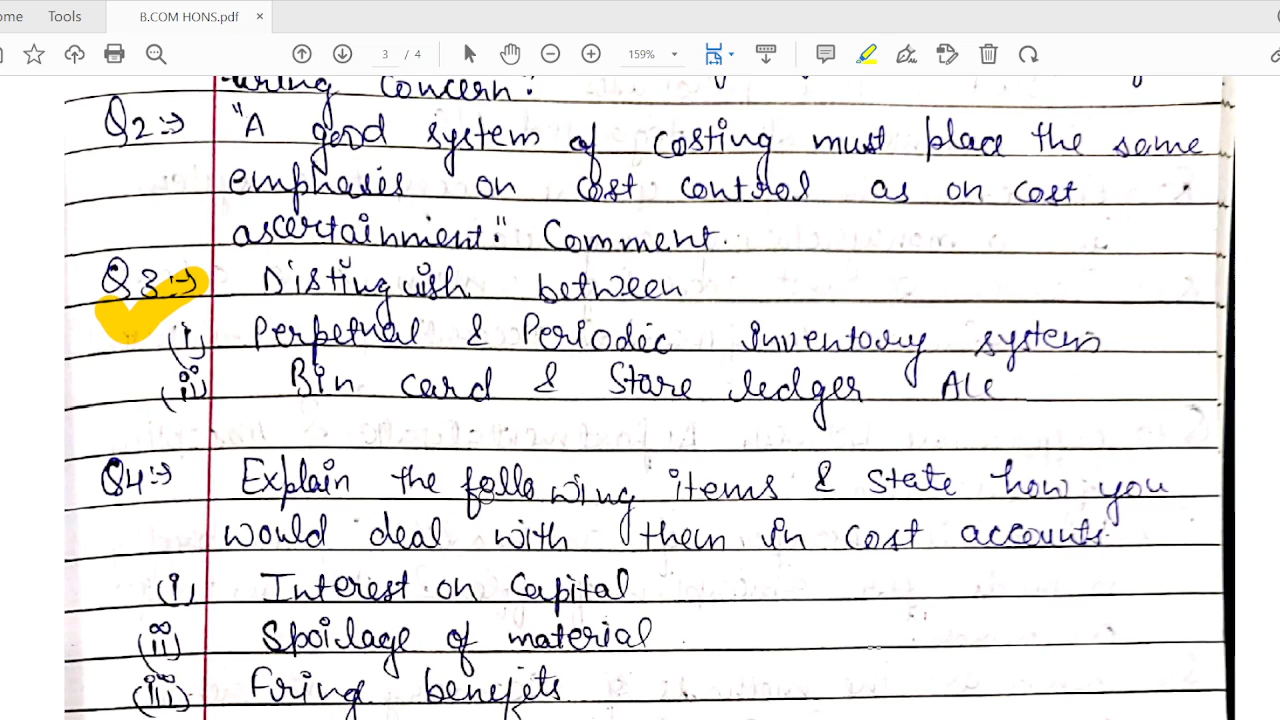 ome Tools B.COM HONS.pdf ×
3 / 4 159%
uring Concern."
Q2:→ "A good system of costing must place the same
emphasis on cost control as on cost
ascertainment." Comment.
Q3:→ Distinguish between
(i) Perpetual & Periodic Inventory system
(ii) Bin card & Store ledger A/c
Q4:→ Explain the following items & state how you
would deal with them in cost accounts.
(i) Interest on Capital
(ii) Spoilage of material
(iii) Fring benefits